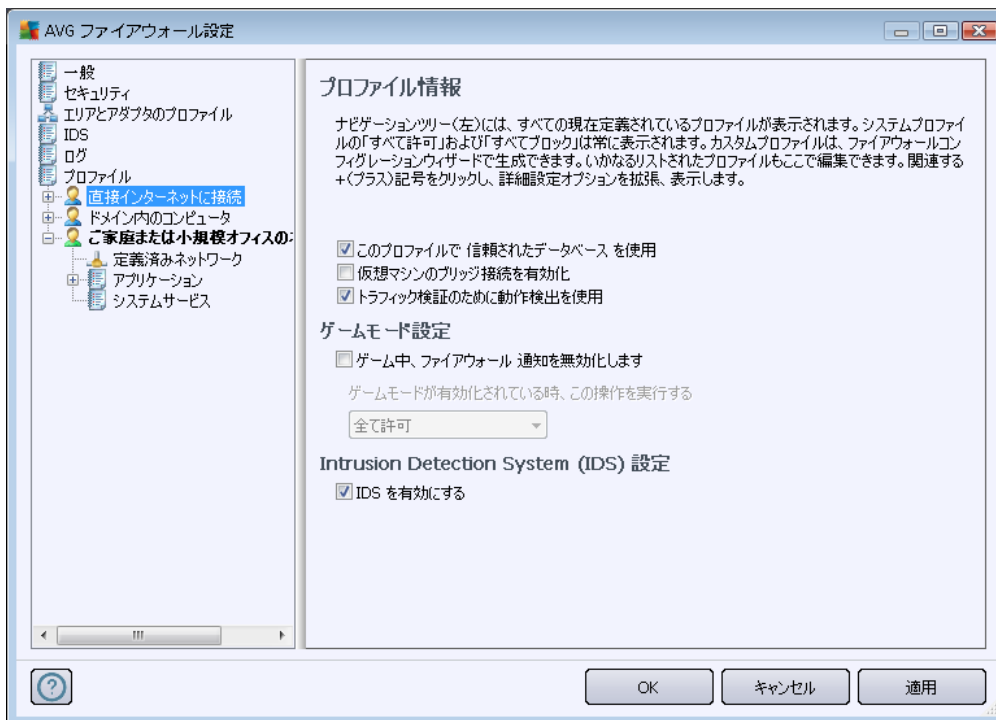 AVG ファイアウォール設定
一般
セキュリティ
エリアとアダプタのプロファイル
IDS
ログ
プロファイル
直接インターネットに接続
ドメイン内のコンピュータ
ご家庭または小規模オフィスの
定義済みネットワーク
アプリケーション
システムサービス
プロファイル情報
ナビゲーションツリー(左)には、すべての現在定義されているプロファイルが表示されます。システムプロファイ
ルの「すべて許可」および「すべてブロック」は常に表示されます。カスタムプロファイルは、ファイアウォールコン
フィグレーションウィザードで生成できます。いかなるリストされたプロファイルもここで編集できます。関連する
+(プラス)記号をクリックし、詳細設定オプションを拡張、表示します。
このプロファイルで 信頼されたデータベース を使用
仮想マシンのブリッジ接続を有効化
トラフィック検証のために動作検出を使用
ゲームモード設定
ゲーム中、ファイアウォール 通知を無効化します
ゲームモードが有効化されている時、この操作を実行する
全て許可
Intrusion Detection System (IDS) 設定
IDS を有効にする
OK
キャンセル
適用